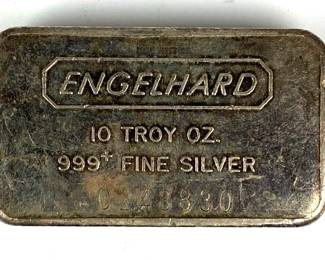 ENGELHARD
10 TROY OZ.
999+ FINE SILVER